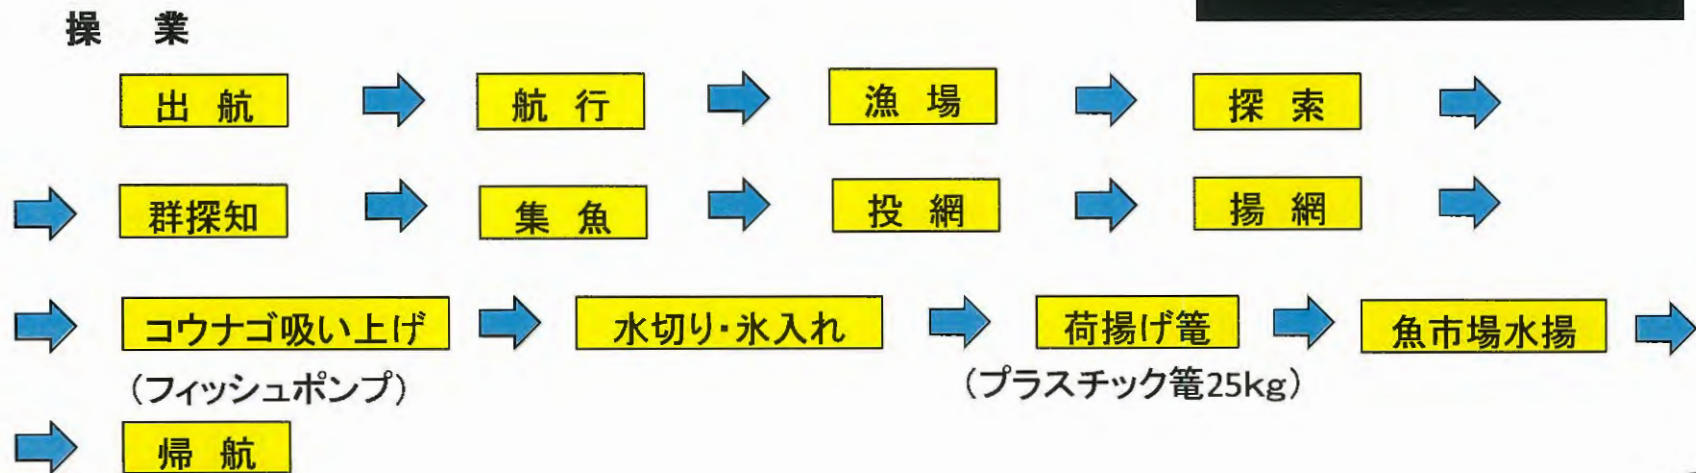 操 業
出 航 航 行 漁 場 探 索
群探知 集 魚 投 網 揚 網
コウナゴ吸い上げ 水切り・氷入れ 荷揚げ篭 魚市場水揚
(フィッシュポンプ) (プラスチック篭25kg)
帰 航